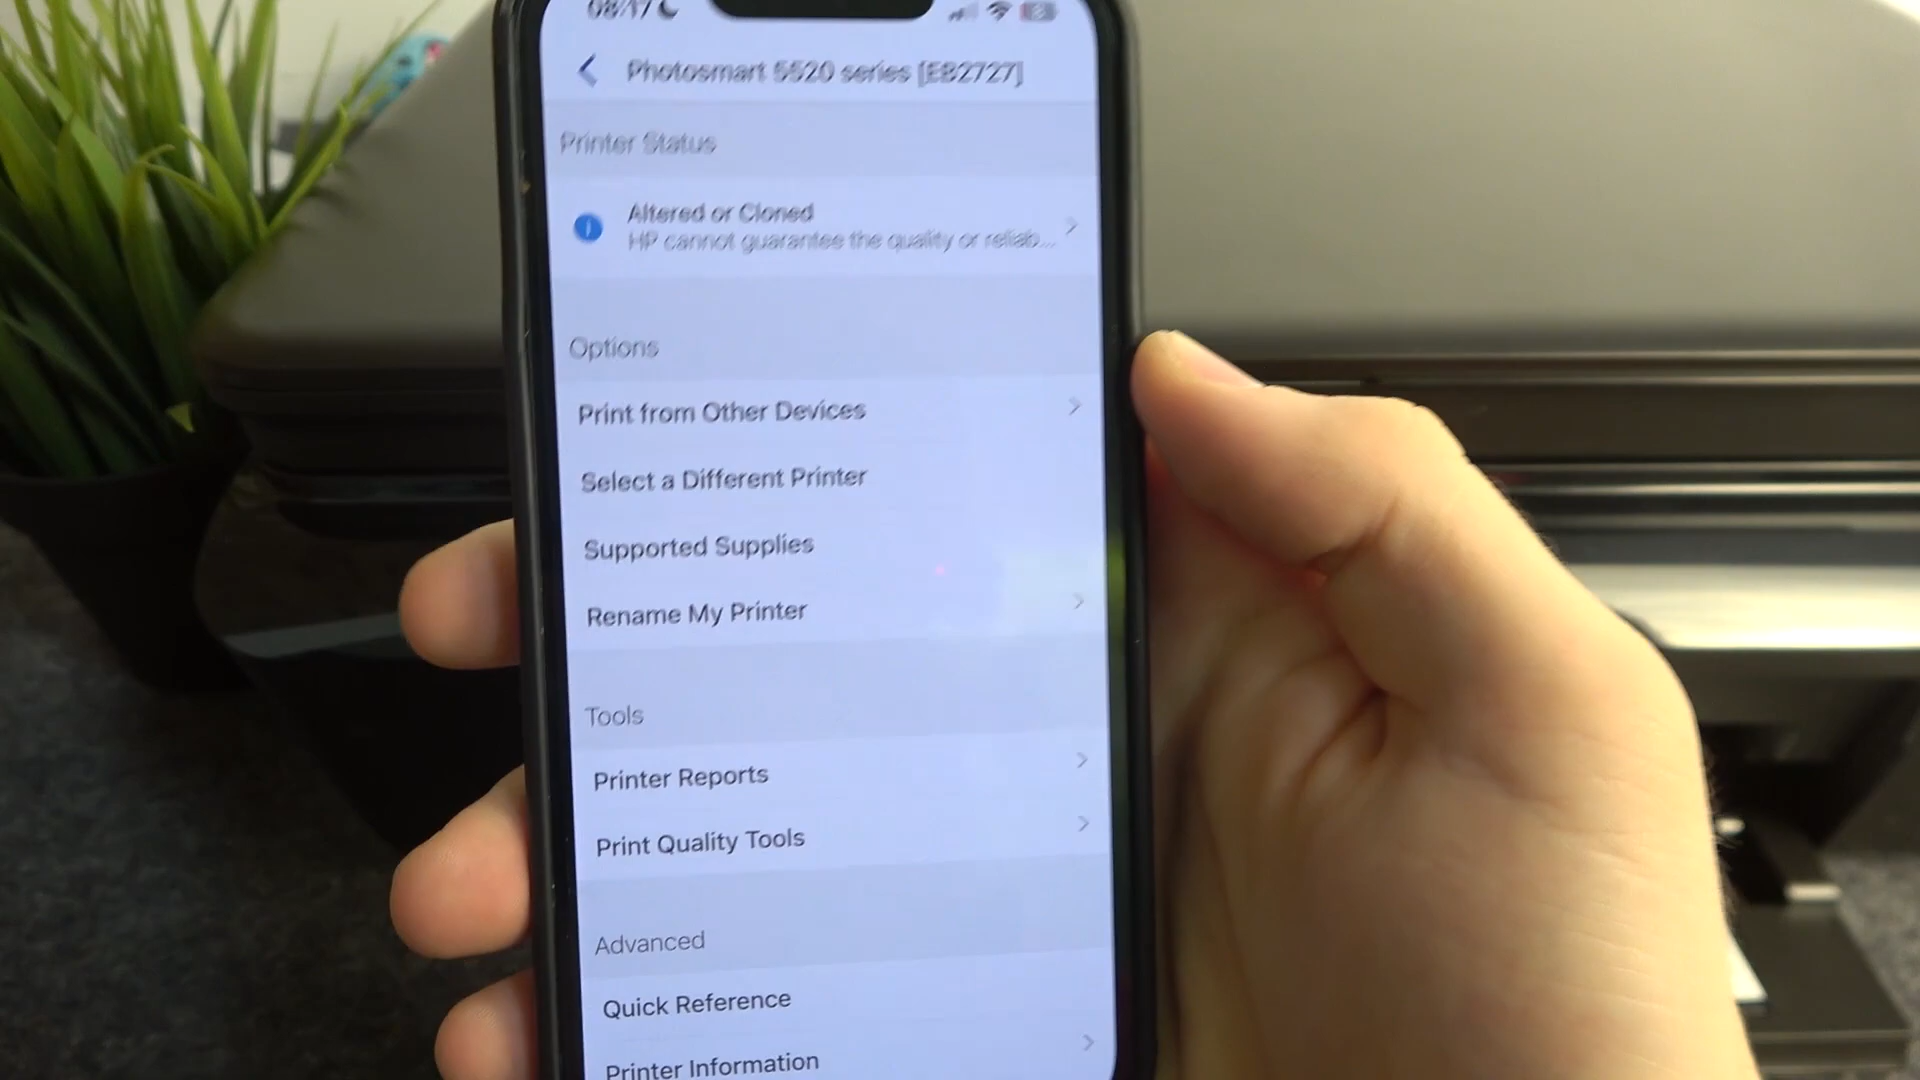 08:17
Photosmart 5520 series [EB2727]
Printer Status
Altered or Cloned
HP cannot guarantee the quality or reliab...
Options
Print from Other Devices
Select a Different Printer
Supported Supplies
Rename My Printer
Tools
Printer Reports
Print Quality Tools
Advanced
Quick Reference
Printer Information